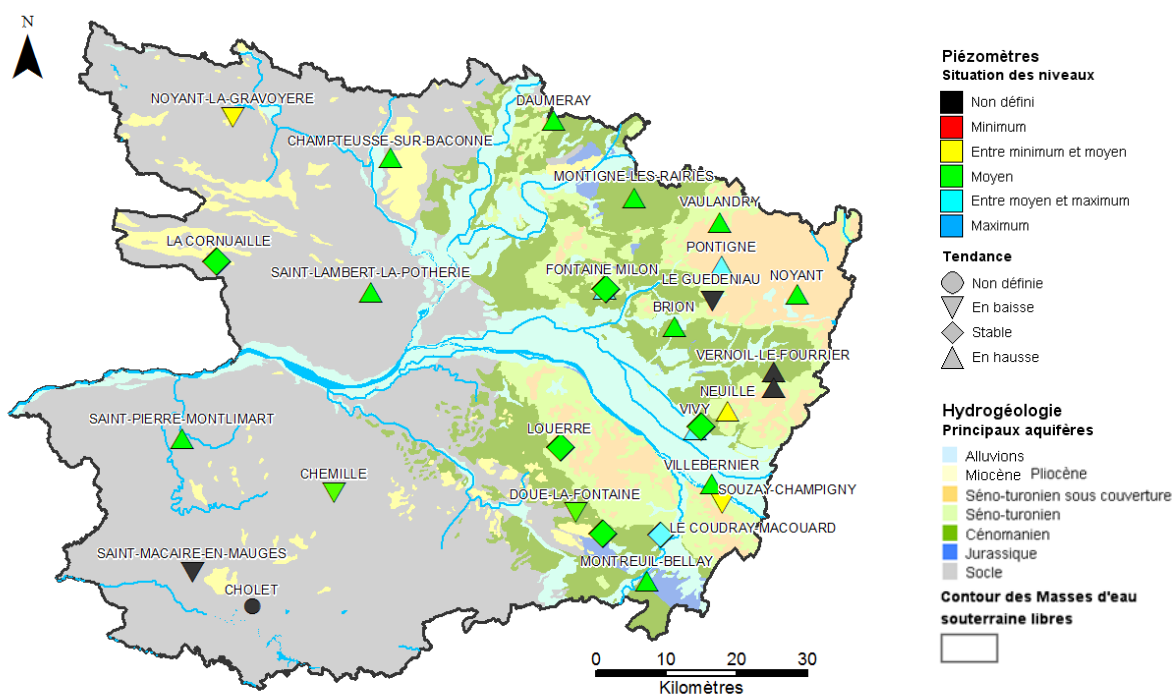 N
NOYANT-LA-GRAVOYERE
DAUMERAY
CHAMPTEUSSE-SUR-BACONNE
MONTIGNE-LES-RAIRIES
VAULANDRY
LA CORNUAILLE
PONTIGNE
SAINT-LAMBERT-LA-POTHERIE
FONTAINE MILON
LE GUEDENIAU
NOYANT
BRION
VERNOIL-LE-FOURRIER
NEUILLE
SAINT-PIERRE-MONTLIMART
VIVY
LOUERRE
CHEMILLE
VILLEBERNIER
SOUZAY-CHAMPIGNY
DOUE-LA-FONTAINE
LE COUDRAY-MACOUARD
SAINT-MACAIRE-EN-MAUGES
MONTREUIL-BELLAY
CHOLET
0 10 20 30
Kilomètres
Piézomètres
Situation des niveaux
Non défini
Minimum
Entre minimum et moyen
Moyen
Entre moyen et maximum
Maximum
Tendance
Non définie
En baisse
Stable
En hausse
Hydrogéologie
Principaux aquifères
Alluvions
Miocène Pliocène
Séno-turonien sous couverture
Séno-turonien
Cénomanien
Jurassique
Socle
Contour des Masses d'eau
souterraine libres